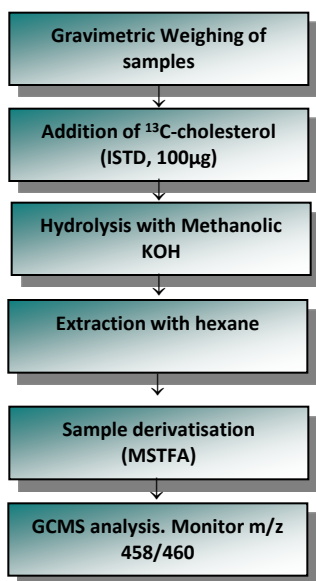 Gravimetric Weighing of
samples
Addition of ¹³C-cholesterol
(ISTD, 100µg)
Hydrolysis with Methanolic
KOH
Extraction with hexane
Sample derivatisation
(MSTFA)
GCMS analysis. Monitor m/z
458/460